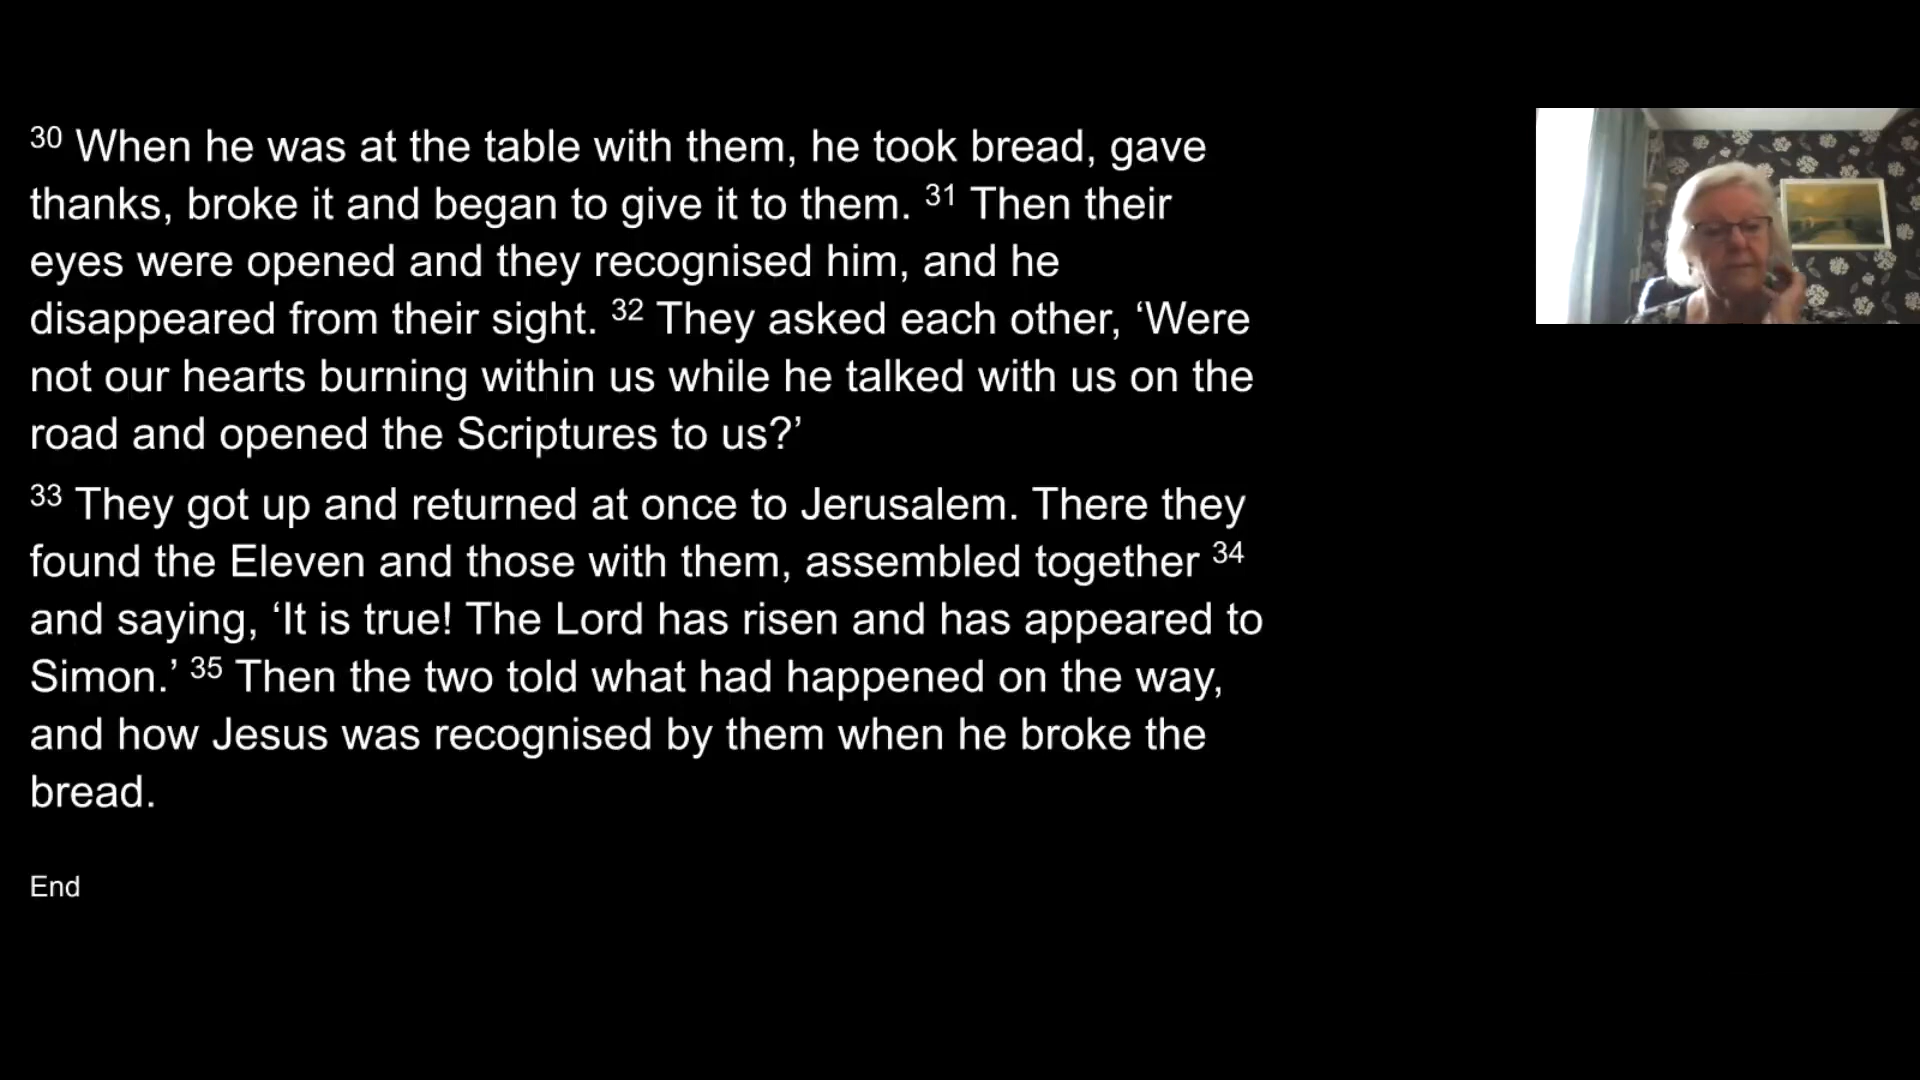 30 When he was at the table with them, he took bread, gave
thanks, broke it and began to give it to them. 31 Then their
eyes were opened and they recognised him, and he
disappeared from their sight. 32 They asked each other, ‘Were
not our hearts burning within us while he talked with us on the
road and opened the Scriptures to us?’
33 They got up and returned at once to Jerusalem. There they
found the Eleven and those with them, assembled together 34
and saying, ‘It is true! The Lord has risen and has appeared to
Simon.’ 35 Then the two told what had happened on the way,
and how Jesus was recognised by them when he broke the
bread.
End